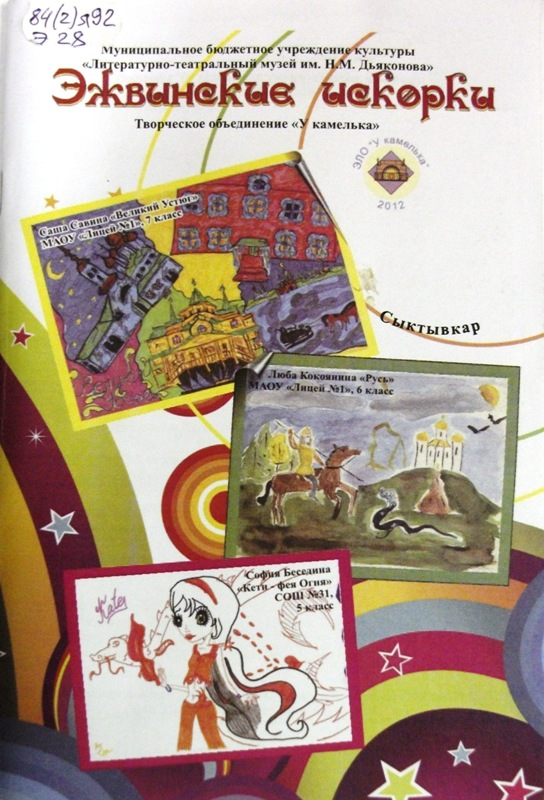 84(2)я92
Э 28
Муниципальное бюджетное учреждение культуры
«Литературно-театральный музей им. Н.М. Дьяконова»
Эжвинские искорки
Творческое объединение «У камелька»
ЭЛО "У камелька"
2012
Саша Савина «Великий Устюг»
МАОУ «Лицей №1», 7 класс
Сыктывкар
Люба Кокоянина «Русь»
МАОУ «Лицей №1», 6 класс
София Беседина
«Кети - фея Огня»
СОШ №31,
5 класс